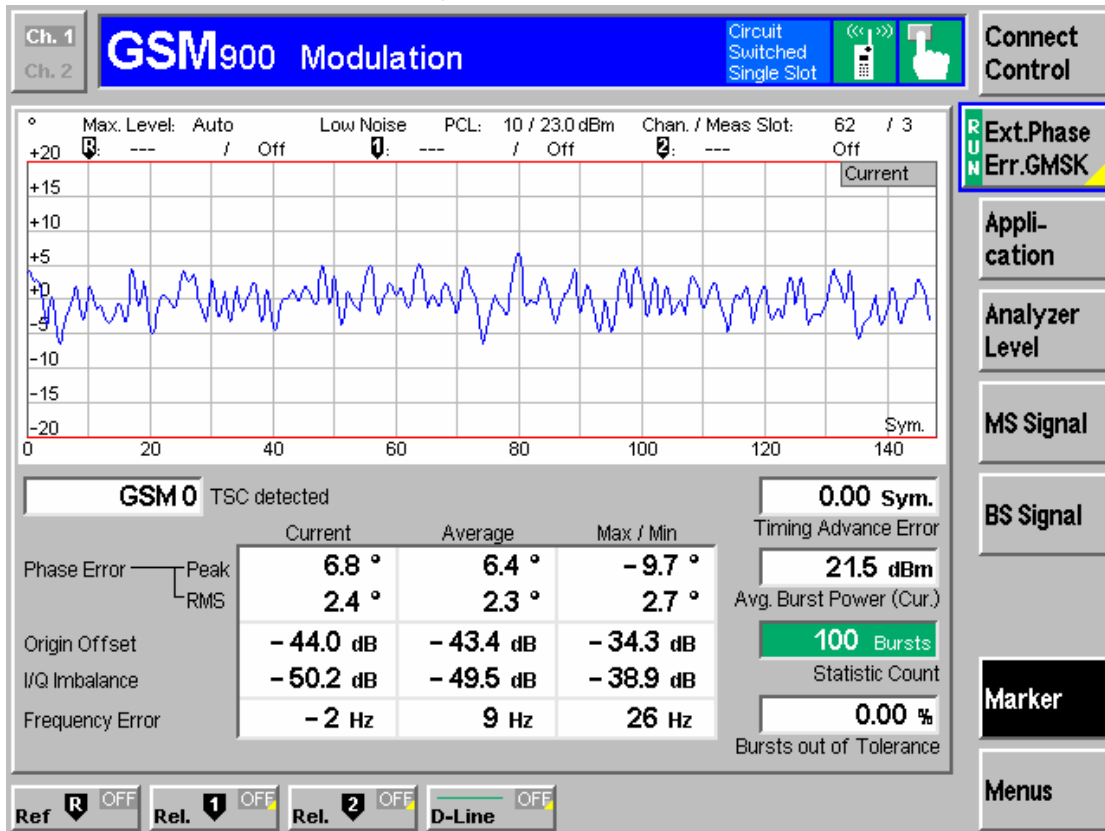 Ch. 1
Ch. 2
GSM900 Modulation
Circuit
Switched
Single Slot
Connect
Control
° Max. Level: Auto Low Noise PCL: 10 / 23.0 dBm Chan. / Meas Slot: 62 / 3
R: --- / Off 1: --- / Off 2: --- Off
Current
+20
+15
+10
+5
+0
-5
-10
-15
-20
Sym.
0 20 40 60 80 100 120 140
GSM 0 TSC detected
0.00 Sym.
Timing Advance Error
Current Average Max / Min
Phase Error Peak 6.8 ° 6.4 ° -9.7 °
RMS 2.4 ° 2.3 ° 2.7 °
21.5 dBm
Avg. Burst Power (Cur.)
Origin Offset -44.0 dB -43.4 dB -34.3 dB
I/Q Imbalance -50.2 dB -49.5 dB -38.9 dB
100 Bursts
Statistic Count
Frequency Error -2 Hz 9 Hz 26 Hz
0.00 %
Bursts out of Tolerance
RUN
Ext.Phase
Err.GMSK
Appli-
cation
Analyzer
Level
MS Signal
BS Signal
Marker
Menus
Ref R OFF
Rel. 1 OFF
Rel. 2 OFF
D-Line OFF